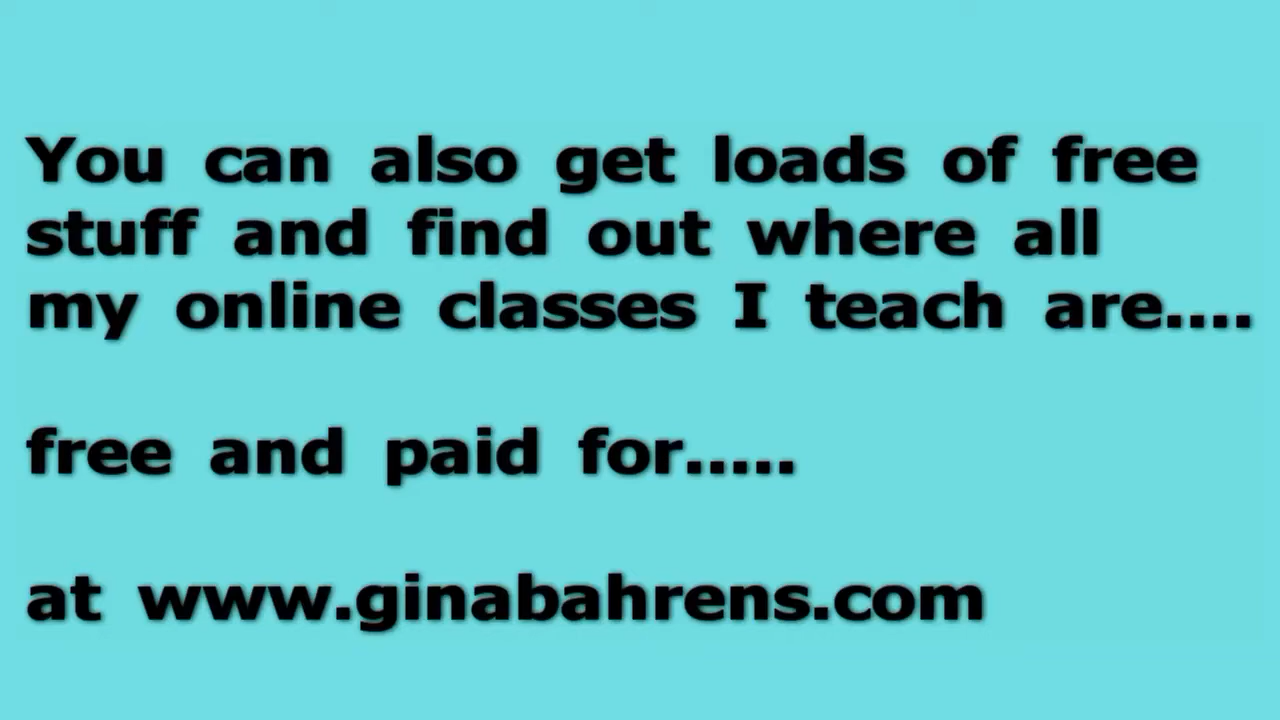 You can also get loads of free
stuff and find out where all
my online classes I teach are....
free and paid for.....
at www.ginabahrens.com